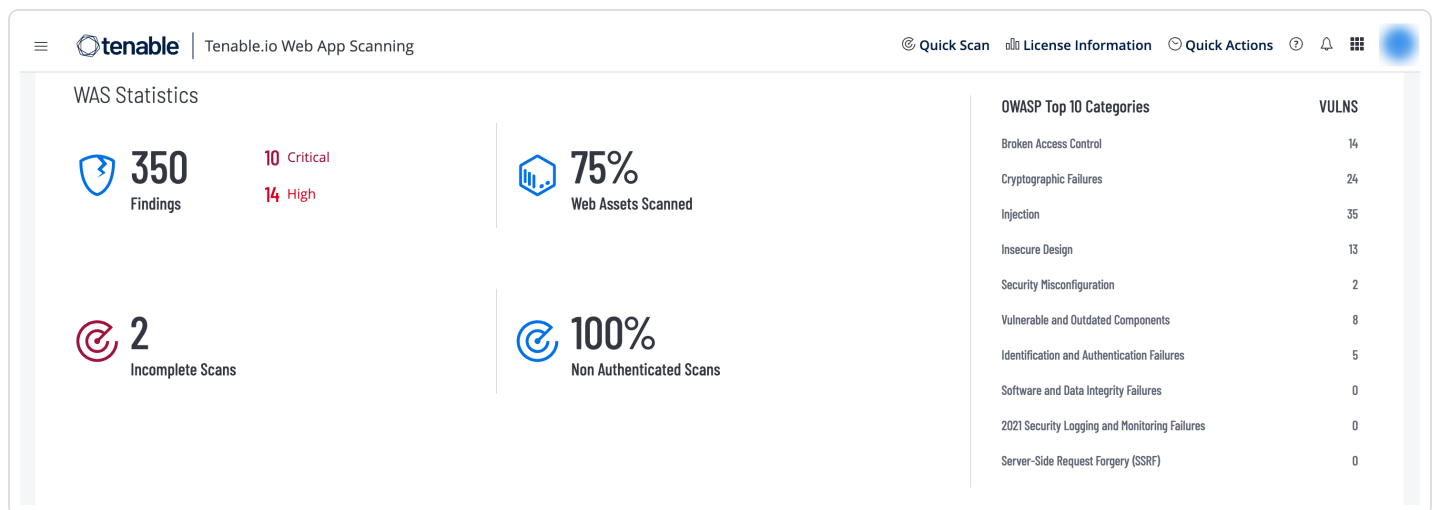 tenable Tenable.io Web App Scanning Quick Scan License Information Quick Actions
WAS Statistics
350
Findings
10 Critical
14 High
75%
Web Assets Scanned
2
Incomplete Scans
100%
Non Authenticated Scans
OWASP Top 10 Categories VULNS
Broken Access Control 14
Cryptographic Failures 24
Injection 35
Insecure Design 13
Security Misconfiguration 2
Vulnerable and Outdated Components 8
Identification and Authentication Failures 5
Software and Data Integrity Failures 0
2021 Security Logging and Monitoring Failures 0
Server-Side Request Forgery (SSRF) 0